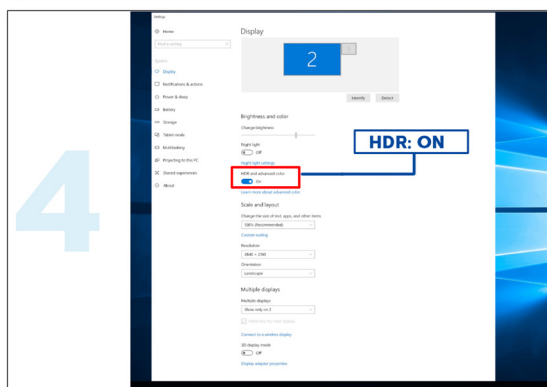 4
Settings
Home
Find a setting
System
Display
Notifications & actions
Power & sleep
Battery
Storage
Tablet mode
Multitasking
Projecting to this PC
Shared experiences
About
Display
2
Identify
Detect
Brightness and color
Change brightness
Night light
Off
Night light settings
HDR and advanced color
On
Learn more about advanced color
HDR: ON
Scale and layout
Change the size of text, apps, and other items
100% (Recommended)
Custom scaling
Resolution
3840 × 2160
Orientation
Landscape
Multiple displays
Multiple displays
Show only on 2
Connect to a wireless display
3D display mode
Off
Display adapter properties